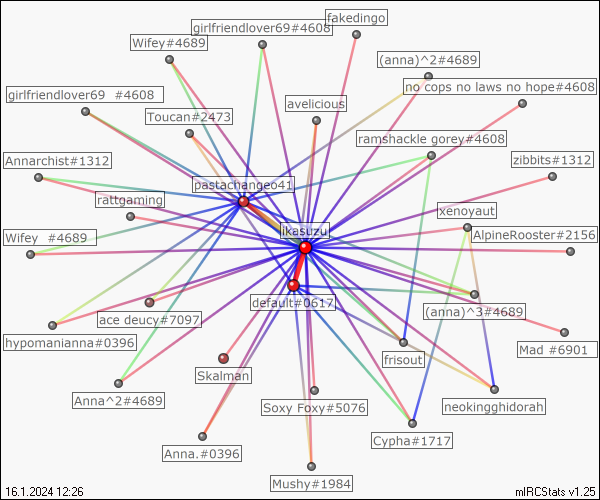 fakedingo
girlfriendlover69#4608
Wifey#4689
(anna)^2#4689
no cops no laws no hope#4608
girlfriendlover69 #4608
avelicious
Toucan#2473
ramshackle gorey#4608
Annarchist#1312
zibbits#1312
pastachangeo41
rattgaming
xenoyaut
ikasuzu
Wifey #4689
AlpineRooster#2156
default#0617
(anna)^3#4689
ace deucy#7097
hypomanianna#0396
Mad #6901
frisout
Skalman
Anna^2#4689
Soxy Foxy#5076
neokingghidorah
Cypha#1717
Anna.#0396
Mushy#1984
16.1.2024 12:26
mIRCStats v1.25